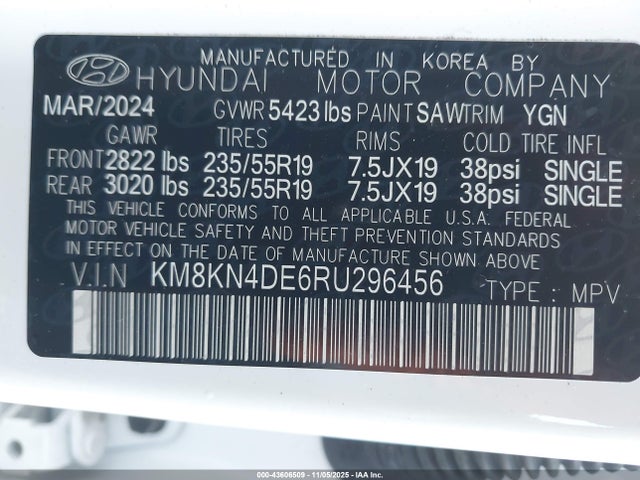 MANUFACTURED IN KOREA BY
HYUNDAI MOTOR COMPANY
MAR/2024 GVWR 5423 lbs PAINT SAW TRIM YGN
GAWR TIRES RIMS COLD TIRE INFL
FRONT 2822 lbs 235/55R19 7.5JX19 38psi SINGLE
REAR 3020 lbs 235/55R19 7.5JX19 38psi SINGLE
THIS VEHICLE CONFORMS TO ALL APPLICABLE U.S.A. FEDERAL
MOTOR VEHICLE SAFETY AND THEFT PREVENTION STANDARDS
IN EFFECT ON THE DATE OF MANUFACTURE SHOWN ABOVE.
V.I.N KM8KN4DE6RU296456 TYPE : MPV
000-43606509 - 11/05/2025 - IAA Corp.